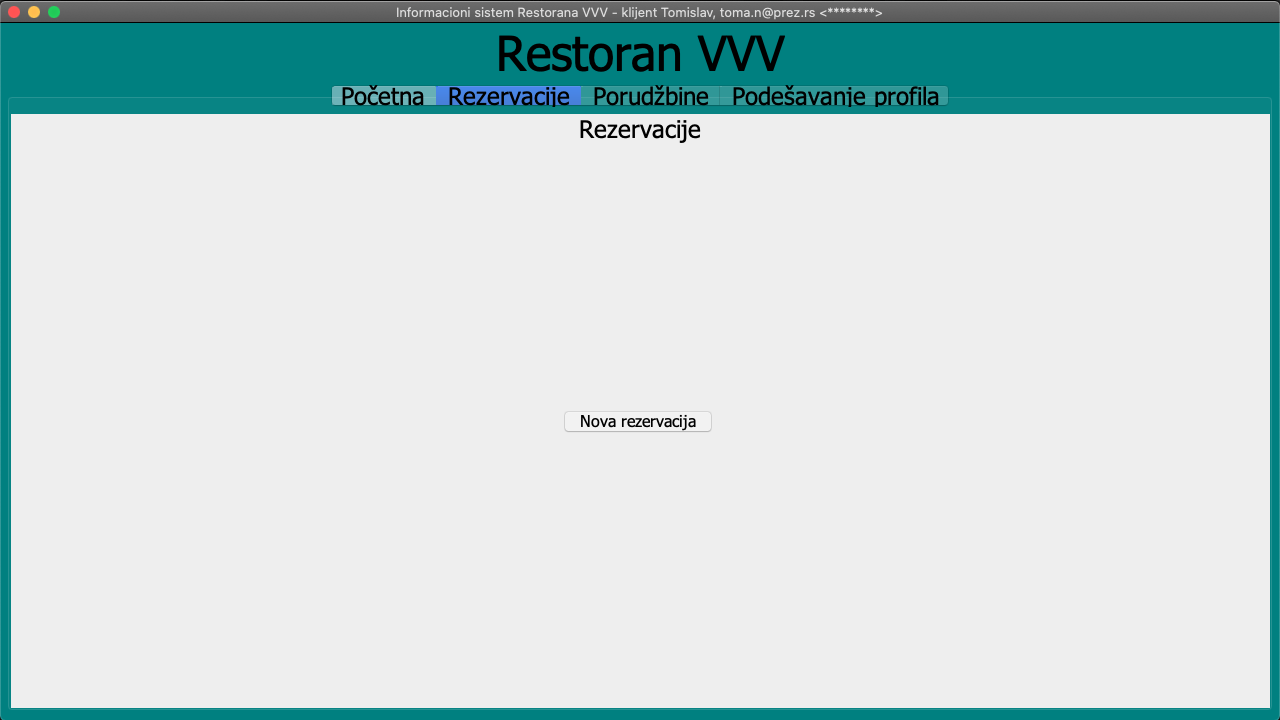 Informacioni sistem Restorana VVV - klijent Tomislav, toma.n@prez.rs <********>
Restoran VVV
Početna Rezervacije Porudžbine Podešavanje profila
Rezervacije
Nova rezervacija